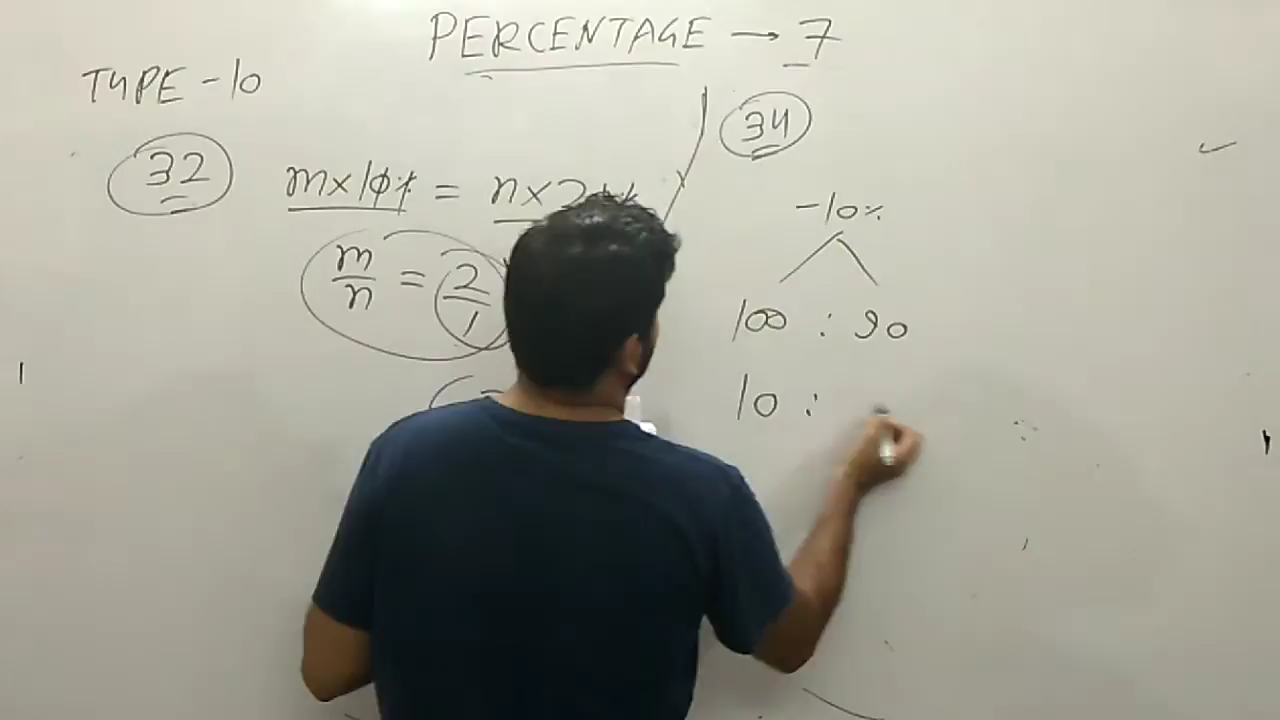 PERCENTAGE → 7
TYPE - 10
32
m x 10% = n x 2
m/n = 2/1
34
-10%
100 : 90
10 :